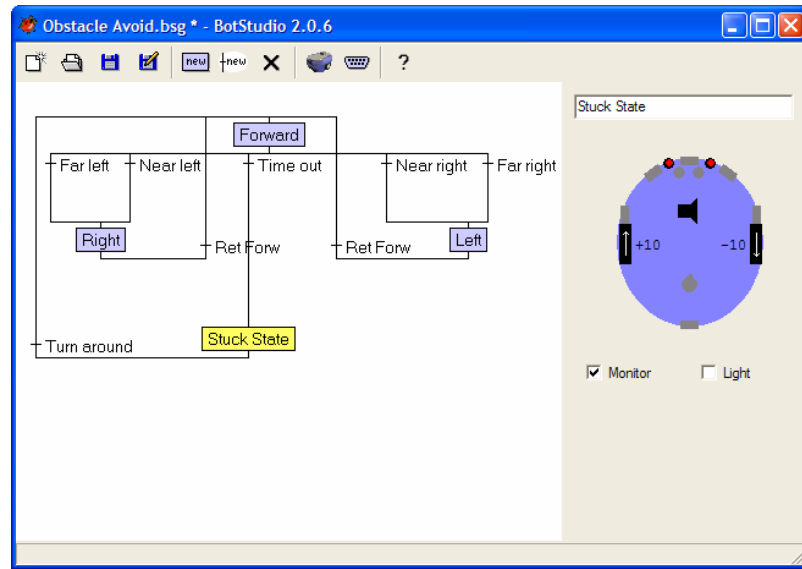 Obstacle Avoid.bsg * - BotStudio 2.0.6
new new ?
Stuck State
Forward
Far left Near left Time out Near right Far right
Right Ret Forw Ret Forw Left
+10 -10
Turn around Stuck State
Monitor Light